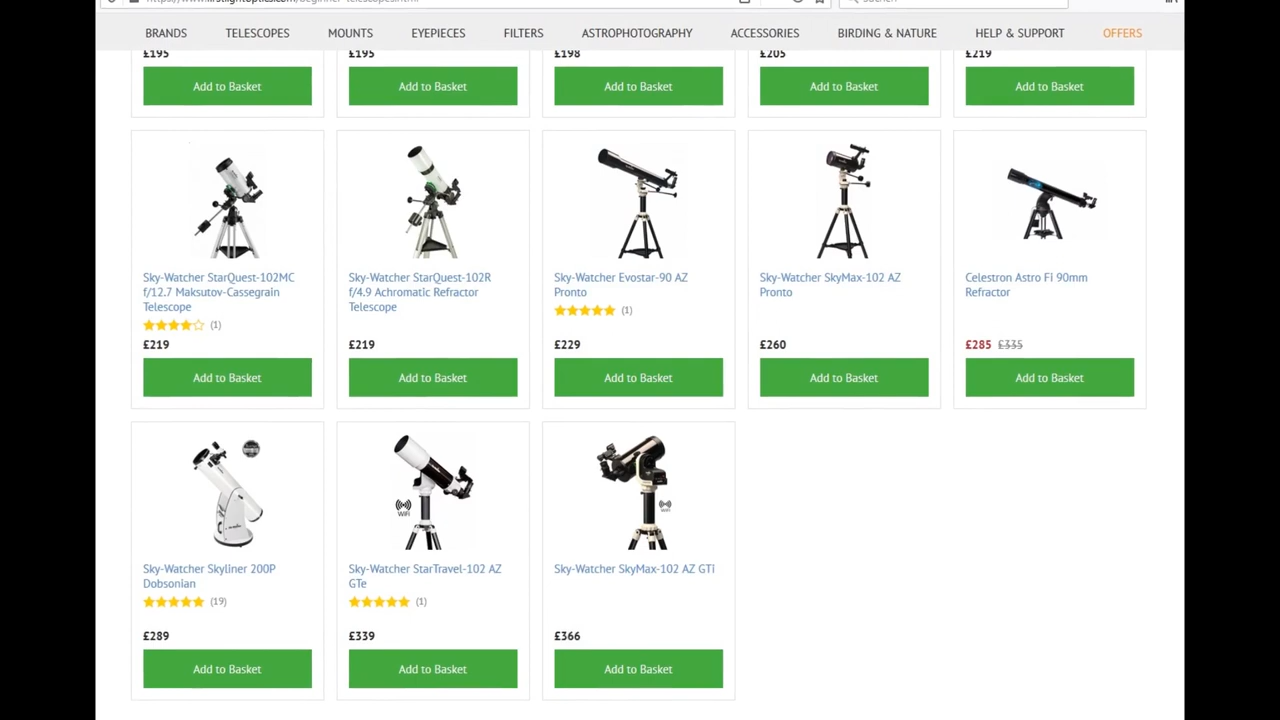 BRANDS TELESCOPES MOUNTS EYEPIECES FILTERS ASTROPHOTOGRAPHY ACCESSORIES BIRDING & NATURE HELP & SUPPORT OFFERS
£195 £195 £198 £205 £219
Add to Basket Add to Basket Add to Basket Add to Basket Add to Basket
Sky-Watcher StarQuest-102MC
f/12.7 Maksutov-Cassegrain
Telescope
(1)
£219
Add to Basket
Sky-Watcher StarQuest-102R
f/4.9 Achromatic Refractor
Telescope
£219
Add to Basket
Sky-Watcher Evostar-90 AZ
Pronto
(1)
£229
Add to Basket
Sky-Watcher SkyMax-102 AZ
Pronto
£260
Add to Basket
Celestron Astro Fi 90mm
Refractor
£285 £335
Add to Basket
Sky-Watcher Skyliner 200P
Dobsonian
(19)
£289
Add to Basket
WiFi
Sky-Watcher StarTravel-102 AZ
GTe
(1)
£339
Add to Basket
WiFi
Sky-Watcher SkyMax-102 AZ GTi
£366
Add to Basket